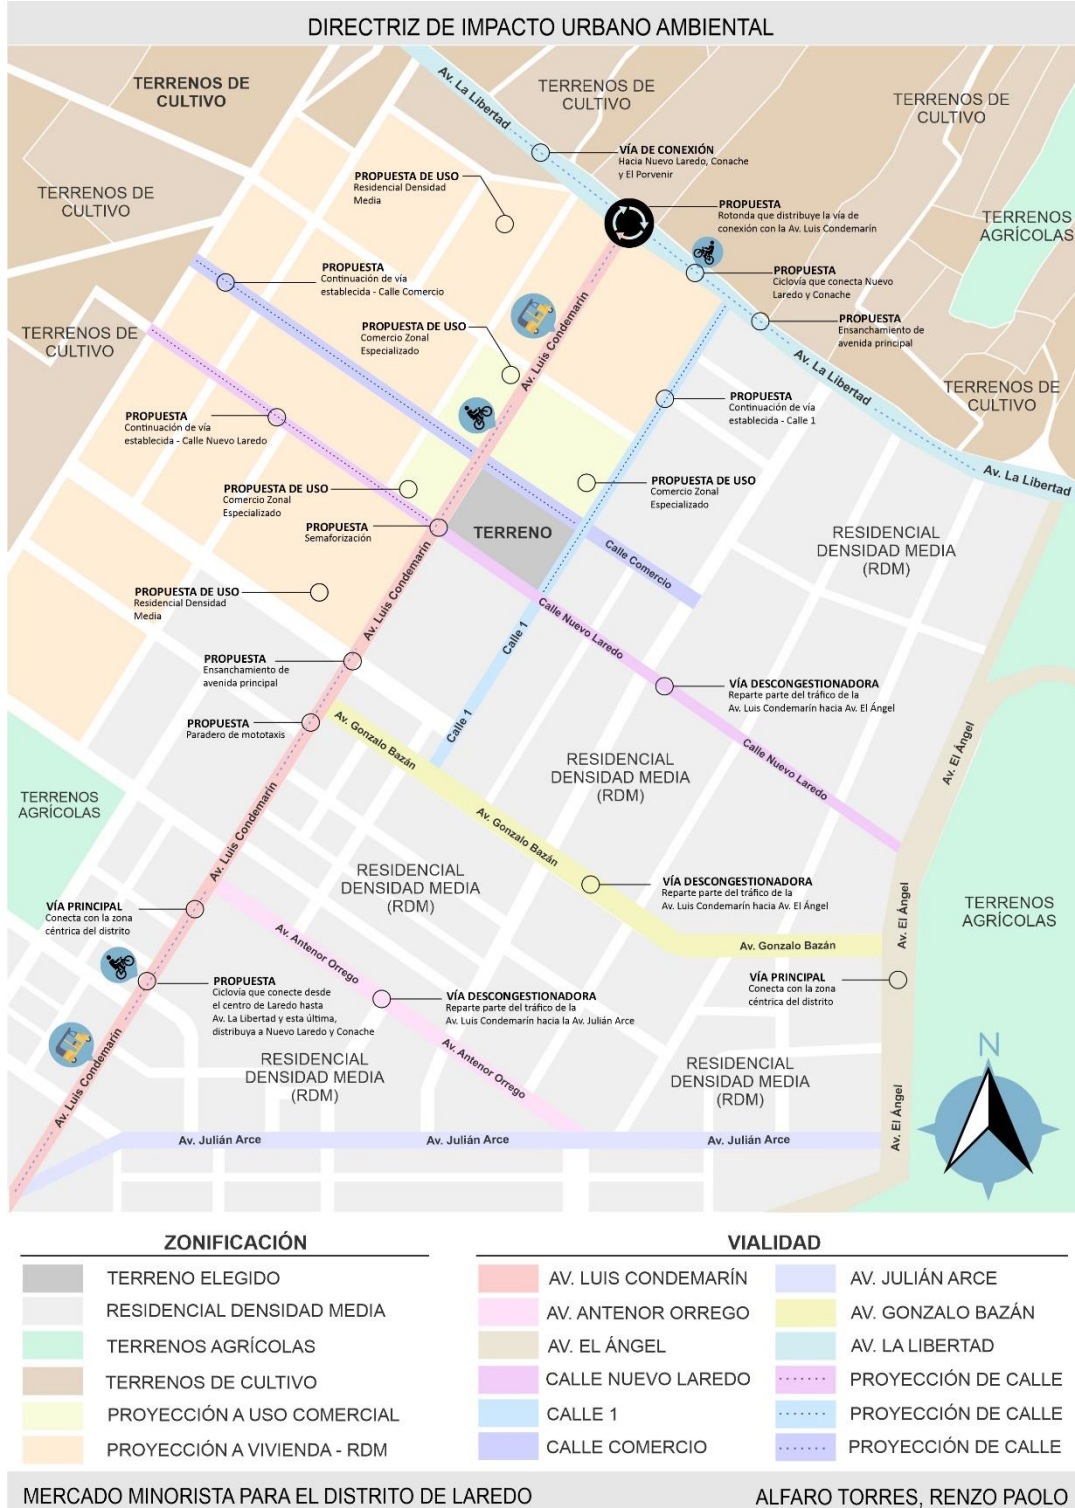 DIRECTRIZ DE IMPACTO URBANO AMBIENTAL
Av. La Libertad
TERRENOS DE
CULTIVO
TERRENOS DE
CULTIVO
TERRENOS DE
CULTIVO
VÍA DE CONEXIÓN
Hacia Nuevo Laredo, Conache
y El Porvenir
PROPUESTA DE USO
Residencial Densidad
Media
TERRENOS DE
CULTIVO
PROPUESTA
Rotonda que distribuye la vía de
conexión con la Av. Luis Condemarín
TERRENOS
AGRÍCOLAS
PROPUESTA
Continuación de vía
establecida - Calle Comercio
PROPUESTA
Ciclovía que conecta Nuevo
Laredo y Conache
PROPUESTA
Ensanchamiento de
avenida principal
PROPUESTA DE USO
Comercio Zonal
Especializado
Av. Luis Condemarín
TERRENOS DE
CULTIVO
Av. La Libertad
TERRENOS DE
CULTIVO
PROPUESTA
Continuación de vía
establecida - Calle Nuevo Laredo
PROPUESTA
Continuación de vía
establecida - Calle 1
Av. La Libertad
PROPUESTA DE USO
Comercio Zonal
Especializado
PROPUESTA DE USO
Comercio Zonal
Especializado
PROPUESTA
Semaforización
TERRENO
RESIDENCIAL
DENSIDAD MEDIA
(RDM)
Calle Comercio
Av. Luis Condemarín
PROPUESTA DE USO
Residencial Densidad
Media
Calle Nuevo Laredo
Calle 1
PROPUESTA
Ensanchamiento de
avenida principal
VÍA DESCONGESTIONADORA
Reparte parte del tráfico de la
Av. Luis Condemarín hacia Av. El Ángel
PROPUESTA
Paradero de mototaxis
Av. Gonzalo Bazán
Calle 1
Calle Nuevo Laredo
Av. El Ángel
RESIDENCIAL
DENSIDAD MEDIA
(RDM)
TERRENOS
AGRÍCOLAS
Av. Luis Condemarín
Av. Gonzalo Bazán
RESIDENCIAL
DENSIDAD MEDIA
(RDM)
VÍA DESCONGESTIONADORA
Reparte parte del tráfico de la
Av. Luis Condemarín hacia Av. El Ángel
VÍA PRINCIPAL
Conecta con la zona
céntrica del distrito
TERRENOS
AGRÍCOLAS
Av. El Ángel
Av. Antenor Orrego
Av. Gonzalo Bazán
PROPUESTA
Ciclovía que conecte desde
el centro de Laredo hasta
Av. La Libertad y esta última,
distribuya a Nuevo Laredo y Conache
VÍA DESCONGESTIONADORA
Reparte parte del tráfico de la
Av. Luis Condemarín hacia la Av. Julián Arce
VÍA PRINCIPAL
Conecta con la zona
céntrica del distrito
Av. Luis Condemarín
RESIDENCIAL
DENSIDAD MEDIA
(RDM)
Av. Antenor Orrego
RESIDENCIAL
DENSIDAD MEDIA
(RDM)
N
Av. El Ángel
Av. Julián Arce
Av. Julián Arce
Av. Julián Arce
ZONIFICACIÓN
TERRENO ELEGIDO
RESIDENCIAL DENSIDAD MEDIA
TERRENOS AGRÍCOLAS
TERRENOS DE CULTIVO
PROYECCIÓN A USO COMERCIAL
PROYECCIÓN A VIVIENDA - RDM
VIALIDAD
AV. LUIS CONDEMARÍN
AV. ANTENOR ORREGO
AV. EL ÁNGEL
CALLE NUEVO LAREDO
CALLE 1
CALLE COMERCIO
AV. JULIÁN ARCE
AV. GONZALO BAZÁN
AV. LA LIBERTAD
PROYECCIÓN DE CALLE
PROYECCIÓN DE CALLE
PROYECCIÓN DE CALLE
MERCADO MINORISTA PARA EL DISTRITO DE LAREDO
ALFARO TORRES, RENZO PAOLO